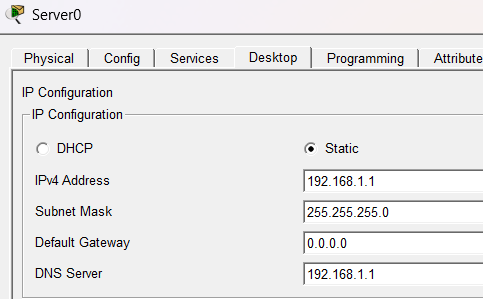 Server0
Physical Config Services Desktop Programming Attribute
IP Configuration
IP Configuration
DHCP Static
IPv4 Address 192.168.1.1
Subnet Mask 255.255.255.0
Default Gateway 0.0.0.0
DNS Server 192.168.1.1